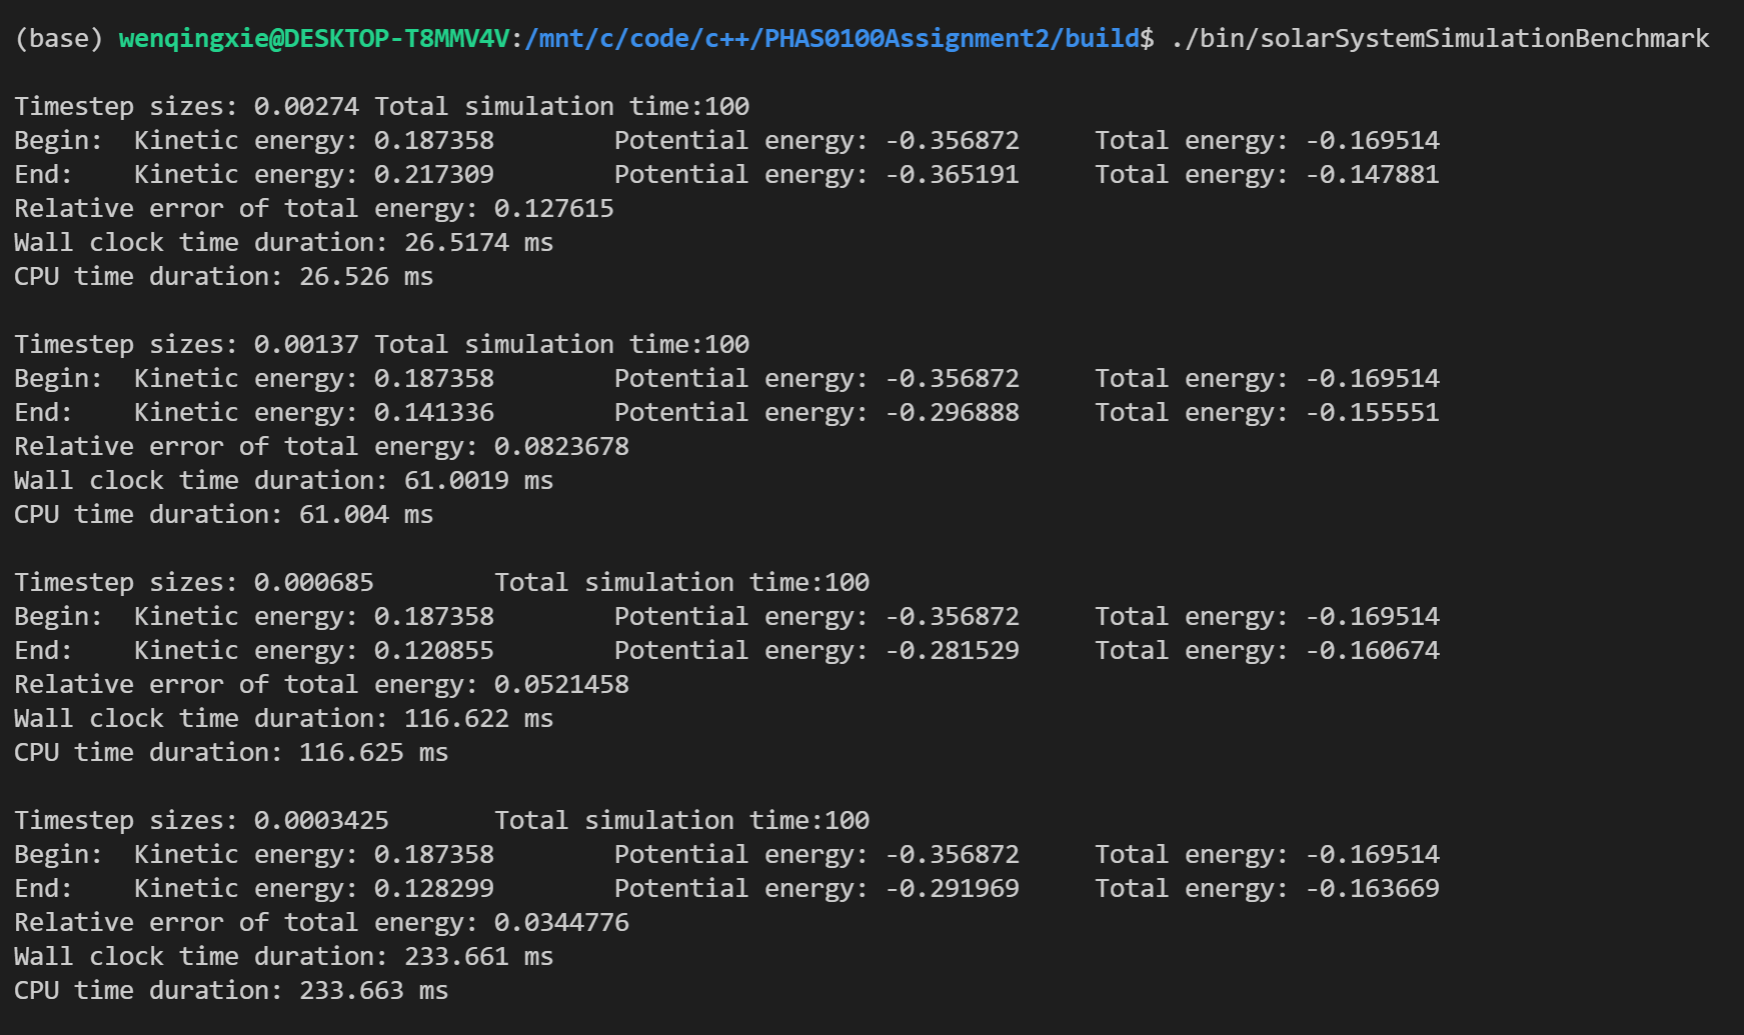 (base) wenqingxie@DESKTOP-T8MMV4V:/mnt/c/code/c++/PHAS0100Assignment2/build$ ./bin/solarSystemSimulationBenchmark
Timestep sizes: 0.00274 Total simulation time:100
Begin:  Kinetic energy: 0.187358        Potential energy: -0.356872     Total energy: -0.169514
End:    Kinetic energy: 0.217309        Potential energy: -0.365191     Total energy: -0.147881
Relative error of total energy: 0.127615
Wall clock time duration: 26.5174 ms
CPU time duration: 26.526 ms
Timestep sizes: 0.00137 Total simulation time:100
Begin:  Kinetic energy: 0.187358        Potential energy: -0.356872     Total energy: -0.169514
End:    Kinetic energy: 0.141336        Potential energy: -0.296888     Total energy: -0.155551
Relative error of total energy: 0.0823678
Wall clock time duration: 61.0019 ms
CPU time duration: 61.004 ms
Timestep sizes: 0.000685        Total simulation time:100
Begin:  Kinetic energy: 0.187358        Potential energy: -0.356872     Total energy: -0.169514
End:    Kinetic energy: 0.120855        Potential energy: -0.281529     Total energy: -0.160674
Relative error of total energy: 0.0521458
Wall clock time duration: 116.622 ms
CPU time duration: 116.625 ms
Timestep sizes: 0.0003425       Total simulation time:100
Begin:  Kinetic energy: 0.187358        Potential energy: -0.356872     Total energy: -0.169514
End:    Kinetic energy: 0.128299        Potential energy: -0.291969     Total energy: -0.163669
Relative error of total energy: 0.0344776
Wall clock time duration: 233.661 ms
CPU time duration: 233.663 ms